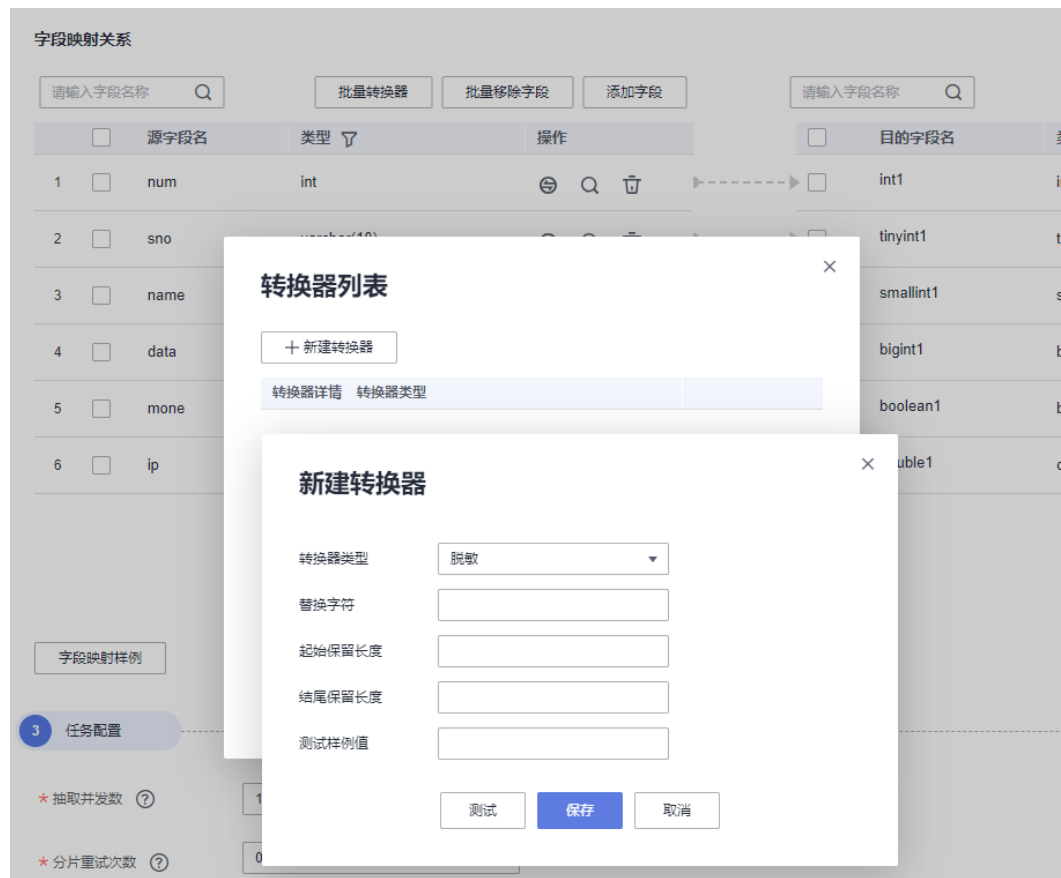 字段映射关系
请输入字段名称 批量转换器 批量移除字段 添加字段 请输入字段名称
源字段名 类型 操作 目的字段名
1 num int int1
2 sno varchar(10) tinyint1
转换器列表
3 name smallint1
+ 新建转换器
4 data bigint1
转换器详情 转换器类型
5 mone boolean1
6 ip uble1
新建转换器
转换器类型 脱敏
替换字符
起始保留长度
字段映射样例
结尾保留长度
3 任务配置
测试样例值
* 抽取并发数 ? 1
测试 保存 取消
* 分片重试次数 ? 0